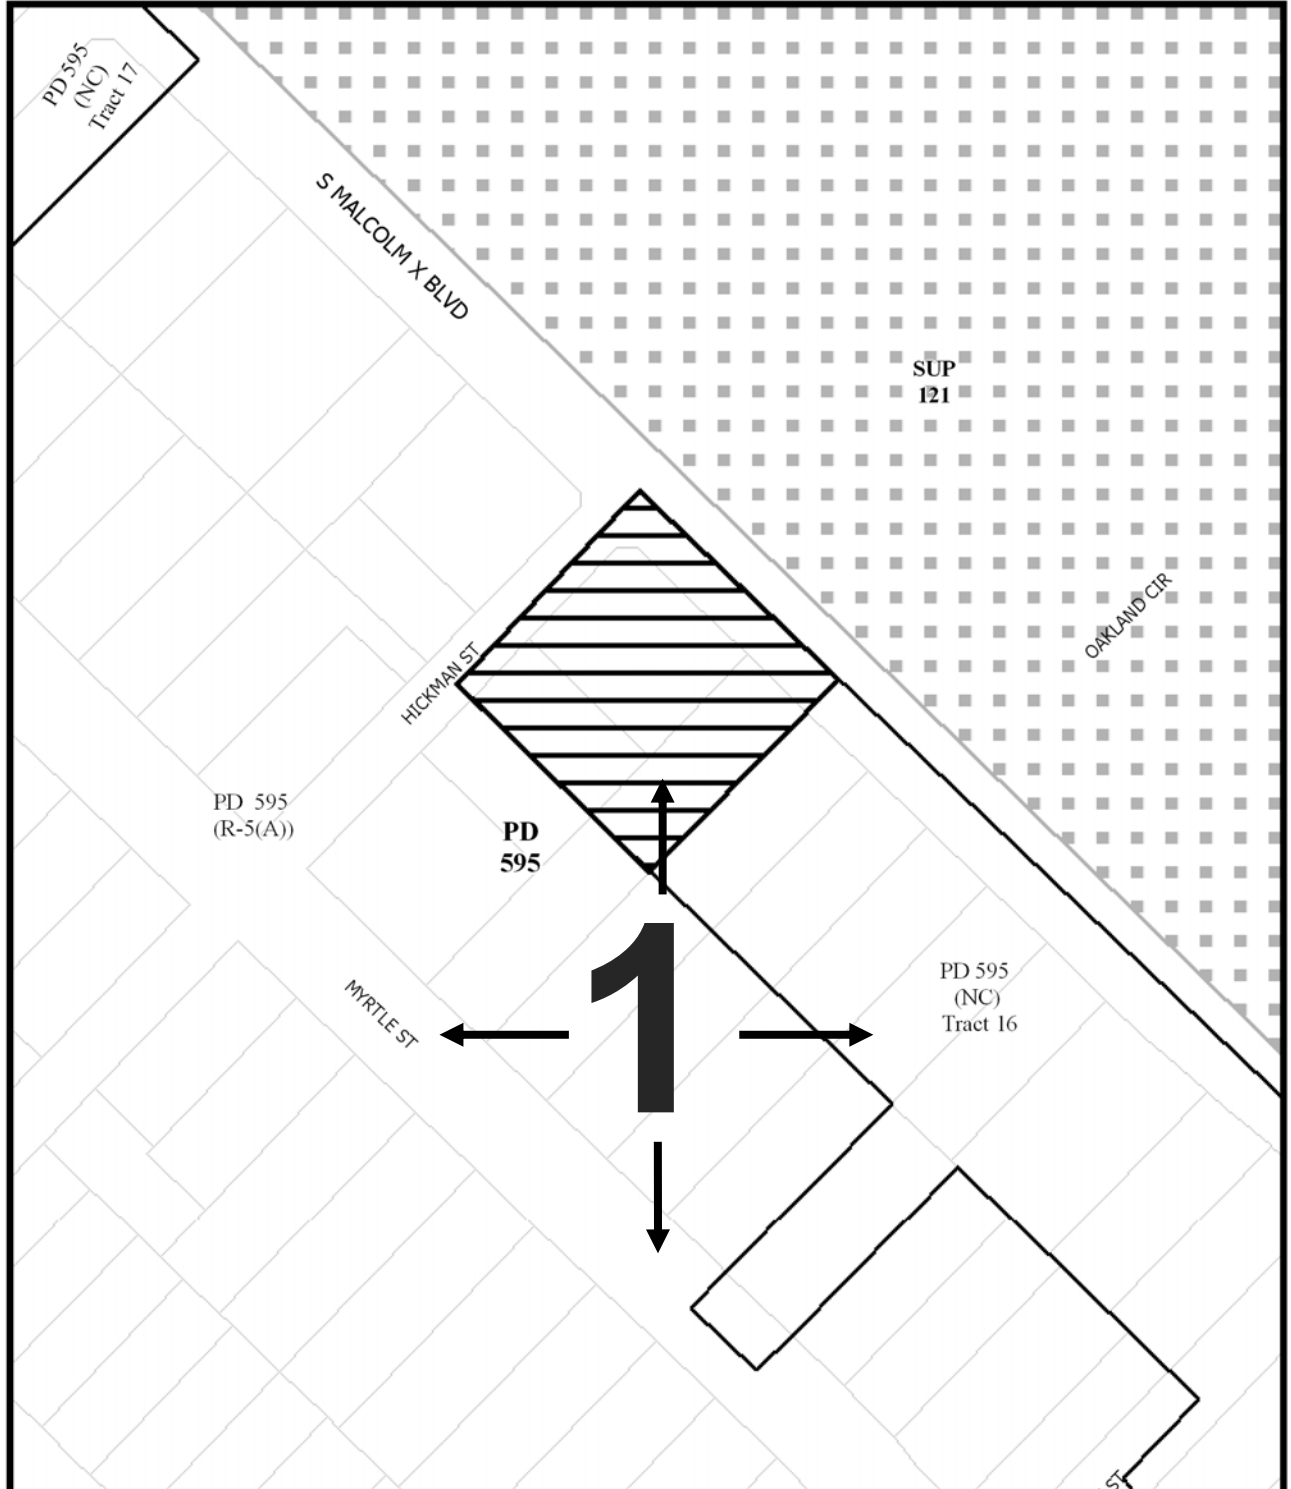 PD 595
(NC)
Tract 17
S MALCOLM X BLVD
SUP
121
OAKLAND CIR
HICKMAN ST
PD 595
(R-5(A))
PD
595
1
MYRTLE ST
PD 595
(NC)
Tract 16
ST